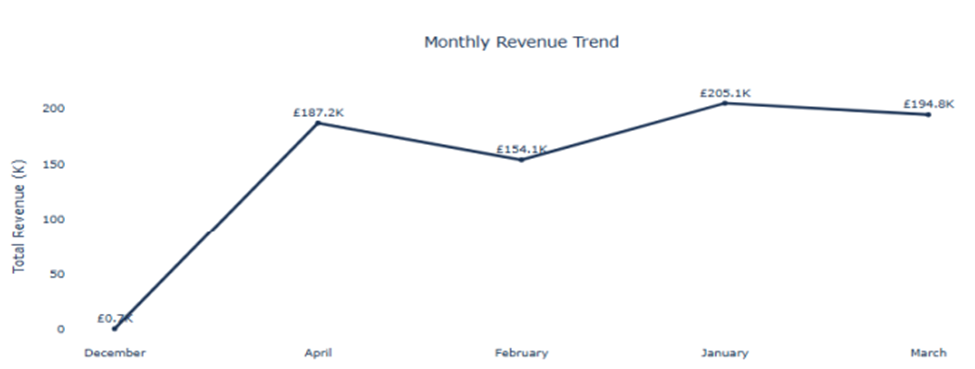 Monthly Revenue Trend
Total Revenue (K)
200
150
100
50
0
£0.7K
£187.2K
£154.1K
£205.1K
£194.8K
December
April
February
January
March